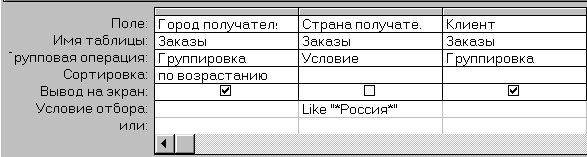 Поле: Город получателя Страна получате. Клиент
Имя таблицы: Заказы Заказы Заказы
Групповая операция: Группировка Условие Группировка
Сортировка: по возрастанию
Вывод на экран:
Условие отбора: Like "*Россия*"
или: